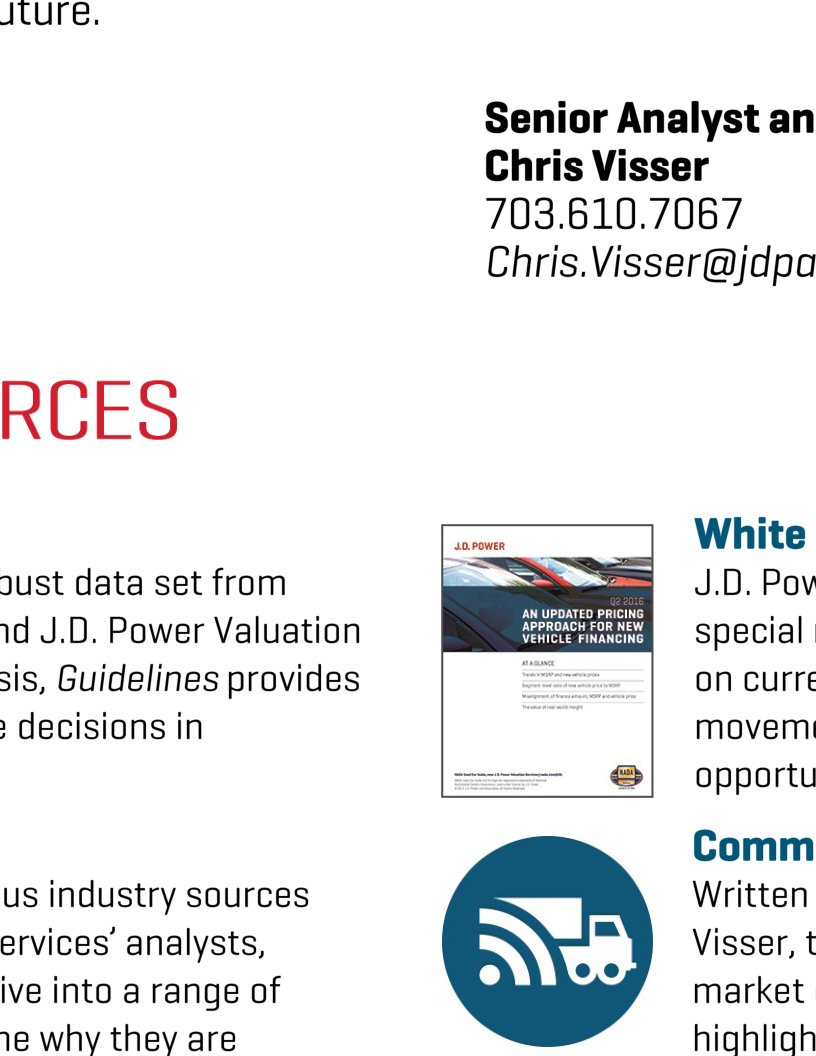 uture.
Senior Analyst an
Chris Visser
703.610.7067
Chris.Visser@jdpa
RCES
bust data set from
nd J.D. Power Valuation
sis, Guidelines provides
e decisions in
us industry sources
ervices’ analysts,
ive into a range of
ne why they are
J.D. POWER
Q2 2016
AN UPDATED PRICING
APPROACH FOR NEW
VEHICLE FINANCING
AT A GLANCE
Trends in MSRP and new vehicle prices
Segment-level ratio of new vehicle price to MSRP
Misalignment of finance amount, MSRP and vehicle price
The value of real-world insight
NADA
White
J.D. Pow
special
on curre
moveme
opportu
Comm
Written
Visser, t
market
highligh